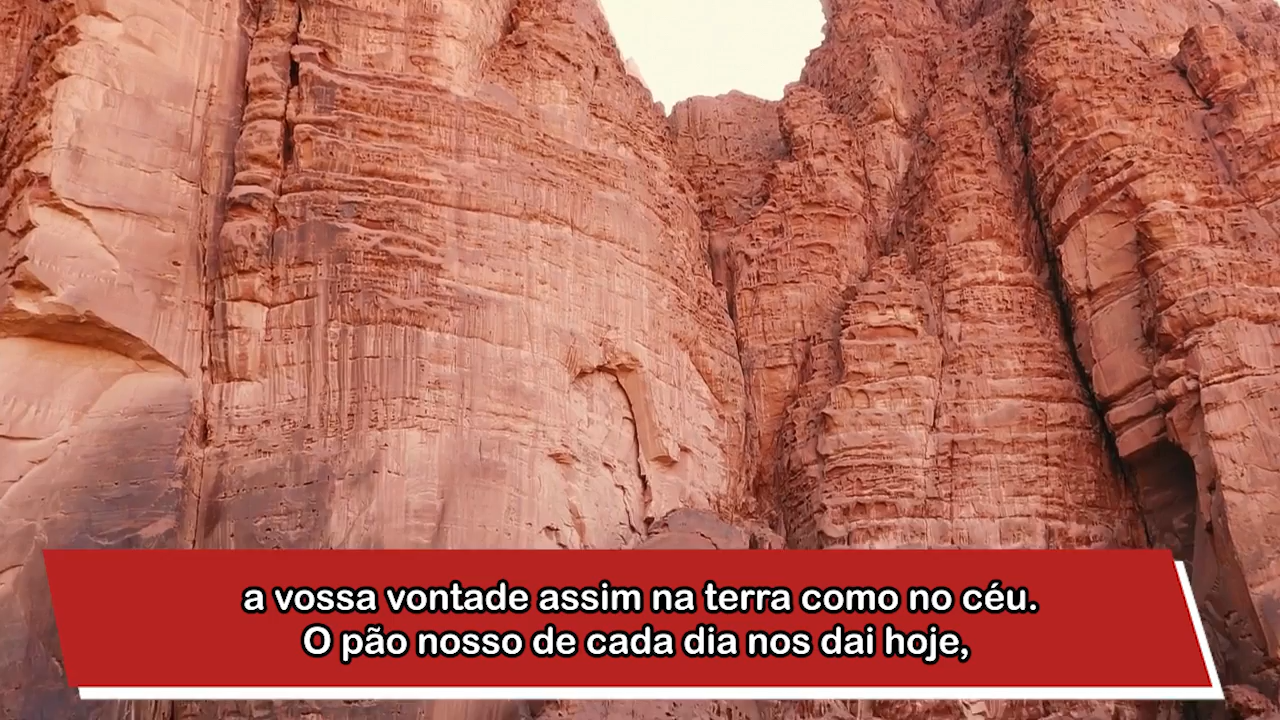 a vossa vontade assim na terra como no céu.
O pão nosso de cada dia nos dai hoje,